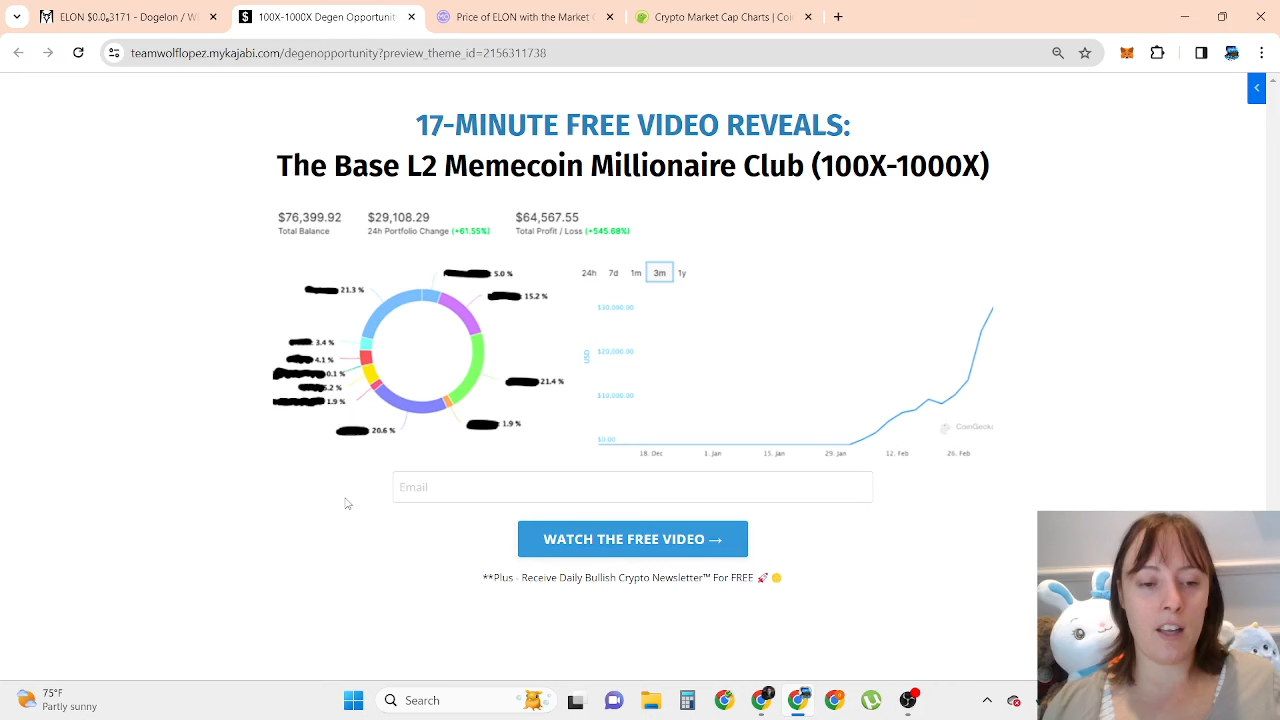 ELON $0.0₆317 - Dogelon / W
100X-1000X Degen Opportunity
Price of ELON with the Market C
Crypto Market Cap Charts | Coi
teamwolflopez.mykajabi.com/degenopportunity?preview_theme_id=2156311738
17-MINUTE FREE VIDEO REVEALS:
The Base L2 Memecoin Millionaire Club (100X-1000X)
$76,399.92 $29,108.29 $64,567.55
Total Balance 24h Portfolio Change (+61.55%) Total Profit / Loss (+545.68%)
24h 7d 1m 3m 1y
5.0 %
21.3 %
15.2 %
3.4 %
4.1 %
0.1 %
5.2 %
1.9 %
21.4 %
1.9 %
20.6 %
$30,000.00
$20,000.00
USD
$10,000.00
$0.00
CoinGecko
18. Dec 1. Jan 15. Jan 29. Jan 12. Feb 26. Feb
Email
WATCH THE FREE VIDEO →
**Plus - Receive Daily Bullish Crypto Newsletter™ For FREE 🚀 🟡
75°F
Partly sunny
Search